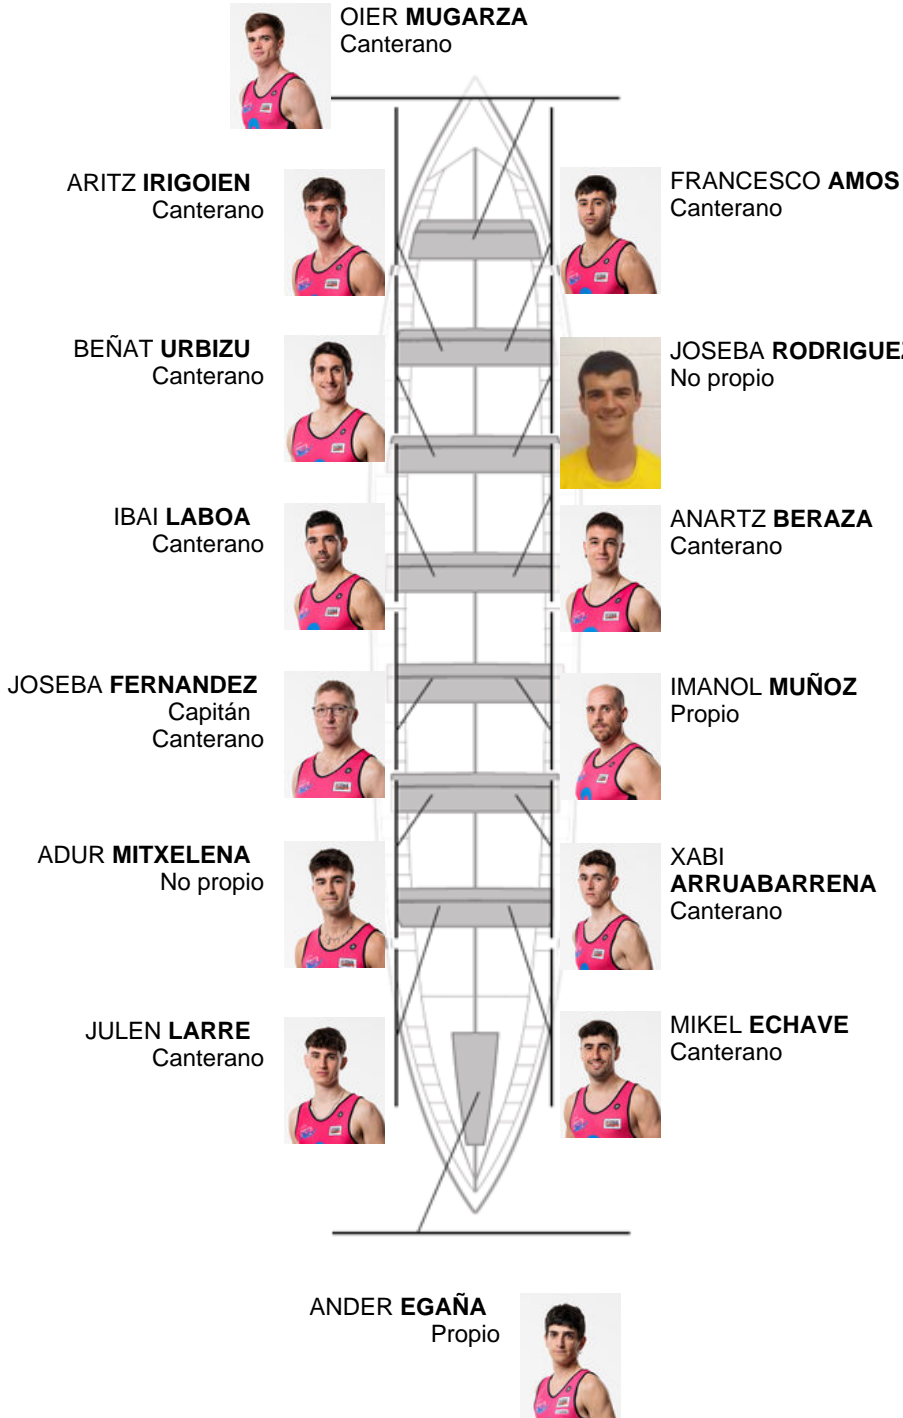 OIER MUGARZA
Canterano
ARITZ IRIGOIEN
Canterano
FRANCESCO AMOS
Canterano
BEÑAT URBIZU
Canterano
JOSEBA RODRIGUEZ
No propio
IBAI LABOA
Canterano
ANARTZ BERAZA
Canterano
JOSEBA FERNANDEZ
Capitán
Canterano
IMANOL MUÑOZ
Propio
ADUR MITXELENA
No propio
XABI
ARRUABARRENA
Canterano
JULEN LARRE
Canterano
MIKEL ECHAVE
Canterano
ANDER EGAÑA
Propio